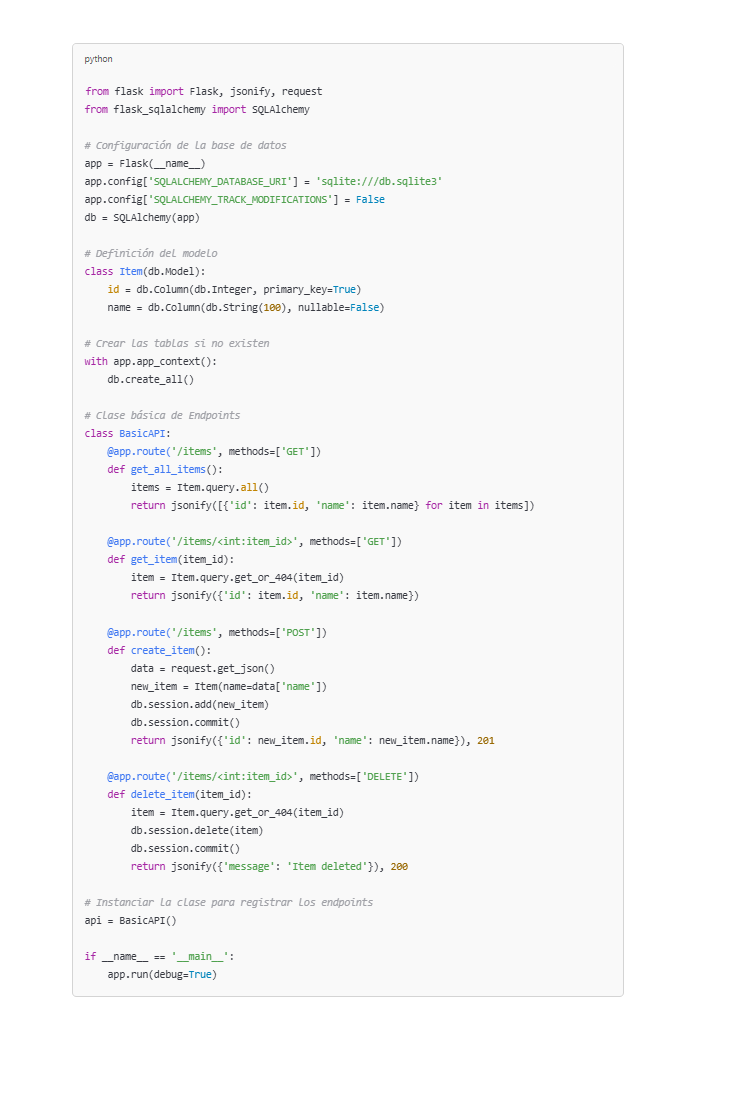 python
from flask import Flask, jsonify, request
from flask_sqlalchemy import SQLAlchemy
# Configuración de la base de datos
app = Flask(__name__)
app.config['SQLALCHEMY_DATABASE_URI'] = 'sqlite:///db.sqlite3'
app.config['SQLALCHEMY_TRACK_MODIFICATIONS'] = False
db = SQLAlchemy(app)
# Definición del modelo
class Item(db.Model):
    id = db.Column(db.Integer, primary_key=True)
    name = db.Column(db.String(100), nullable=False)
# Crear las tablas si no existen
with app.app_context():
    db.create_all()
# Clase básica de Endpoints
class BasicAPI:
    @app.route('/items', methods=['GET'])
    def get_all_items():
        items = Item.query.all()
        return jsonify([{'id': item.id, 'name': item.name} for item in items])
    @app.route('/items/<int:item_id>', methods=['GET'])
    def get_item(item_id):
        item = Item.query.get_or_404(item_id)
        return jsonify({'id': item.id, 'name': item.name})
    @app.route('/items', methods=['POST'])
    def create_item():
        data = request.get_json()
        new_item = Item(name=data['name'])
        db.session.add(new_item)
        db.session.commit()
        return jsonify({'id': new_item.id, 'name': new_item.name}), 201
    @app.route('/items/<int:item_id>', methods=['DELETE'])
    def delete_item(item_id):
        item = Item.query.get_or_404(item_id)
        db.session.delete(item)
        db.session.commit()
        return jsonify({'message': 'Item deleted'}), 200
# Instanciar la clase para registrar los endpoints
api = BasicAPI()
if __name__ == '__main__':
    app.run(debug=True)